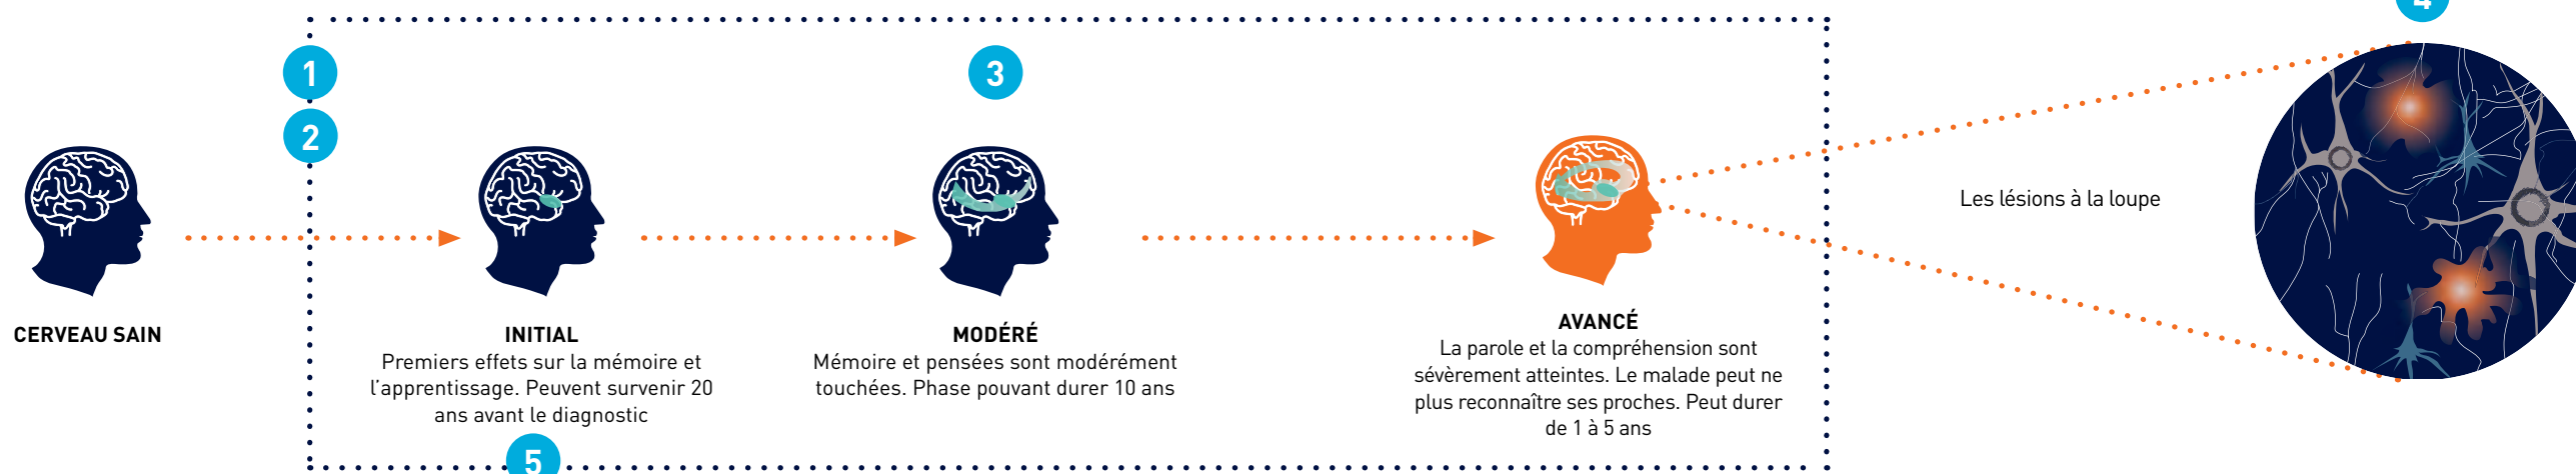 4
1
3
2
Les lésions à la loupe
CERVEAU SAIN
INITIAL
Premiers effets sur la mémoire et
l'apprentissage. Peuvent survenir 20
ans avant le diagnostic
MODÉRÉ
Mémoire et pensées sont modérément
touchées. Phase pouvant durer 10 ans
AVANCÉ
La parole et la compréhension sont
sévèrement atteintes. Le malade peut ne
plus reconnaître ses proches. Peut durer
de 1 à 5 ans
5